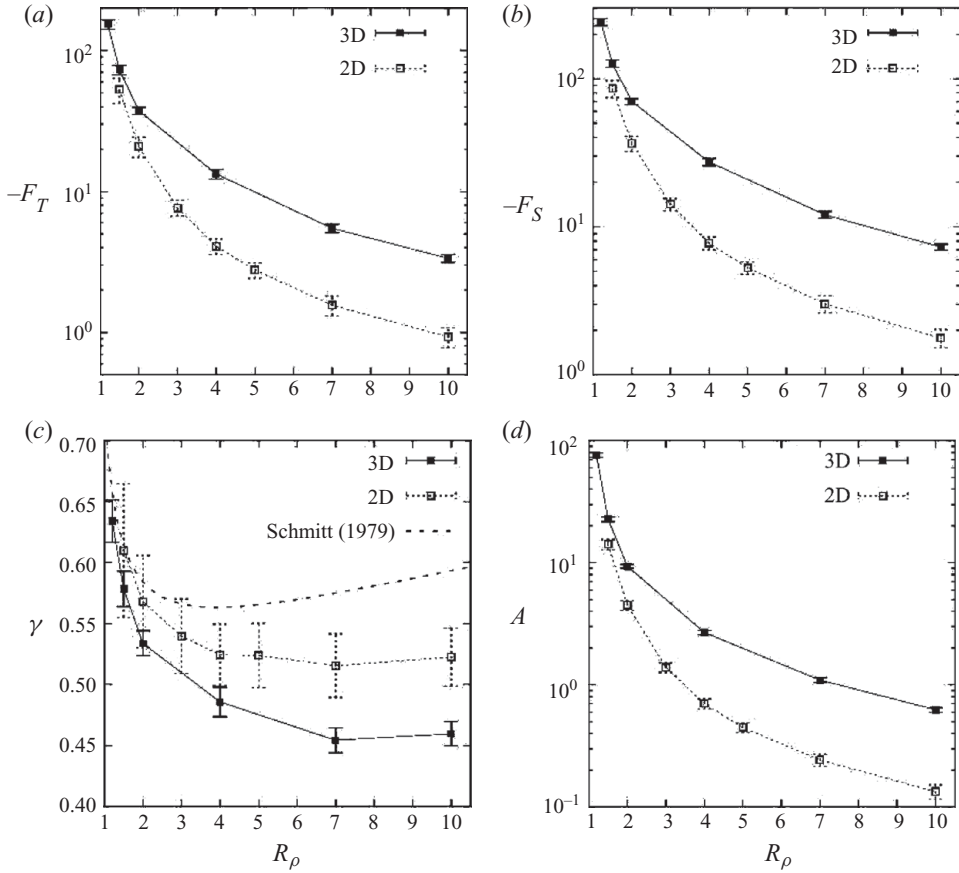 (a)
3D
2D
10²
10¹
10⁰
–F_T
1 2 3 4 5 6 7 8 9 10
(b)
3D
2D
10²
10¹
10⁰
–F_S
1 2 3 4 5 6 7 8 9 10
(c)
3D
2D
Schmitt (1979)
0.70
0.65
0.60
0.55
0.50
0.45
0.40
γ
1 2 3 4 5 6 7 8 9 10
R_ρ
(d)
3D
2D
10²
10¹
10⁰
10⁻¹
A
1 2 3 4 5 6 7 8 9 10
R_ρ